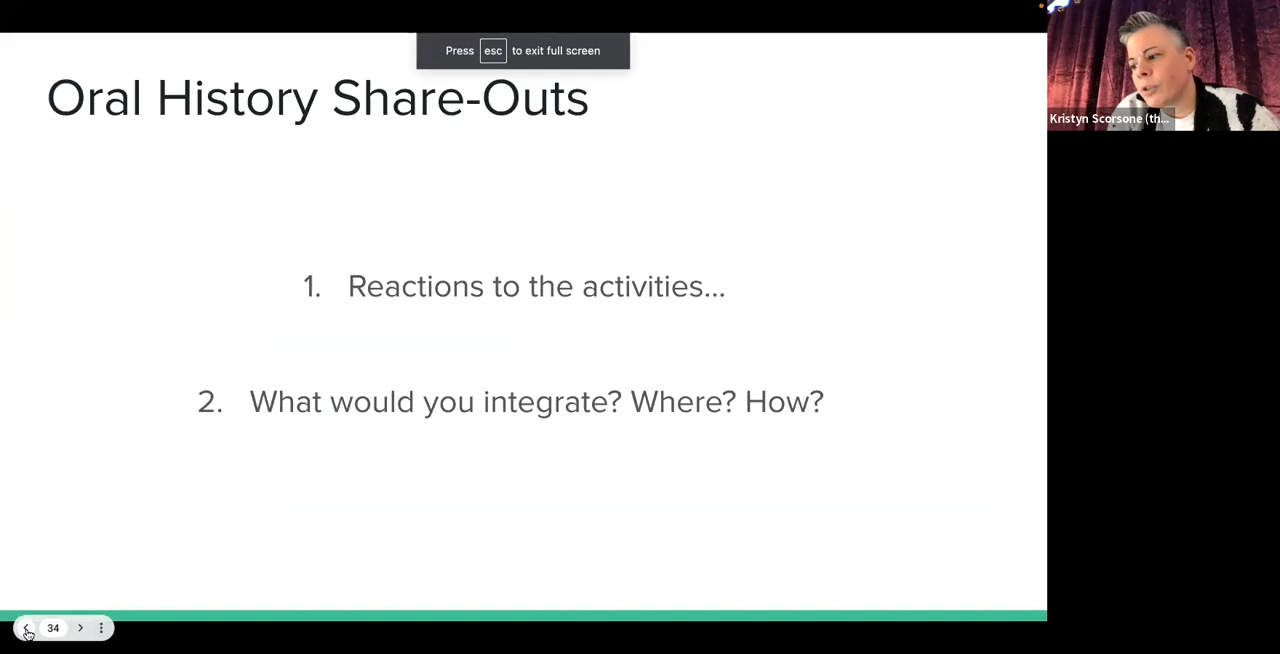 Press esc to exit full screen
Oral History Share-Outs
Kristyn Scorsone (th...
1. Reactions to the activities...
2. What would you integrate? Where? How?
34